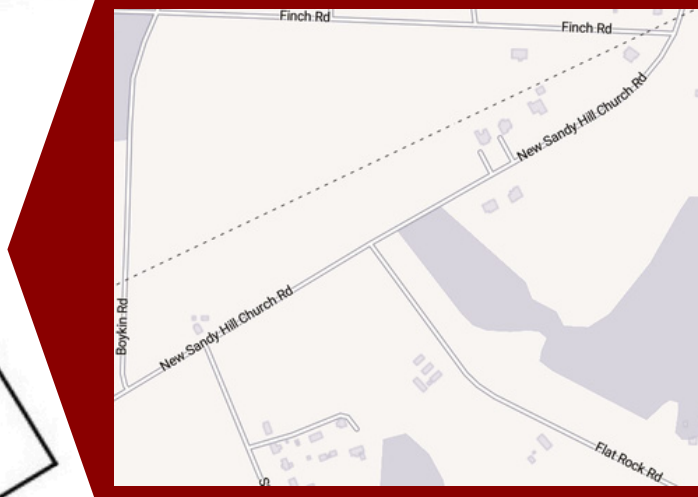 Finch Rd
Finch Rd
New Sandy Hill Church Rd
Boykin Rd
New Sandy Hill Church Rd
Flat Rock Rd
S